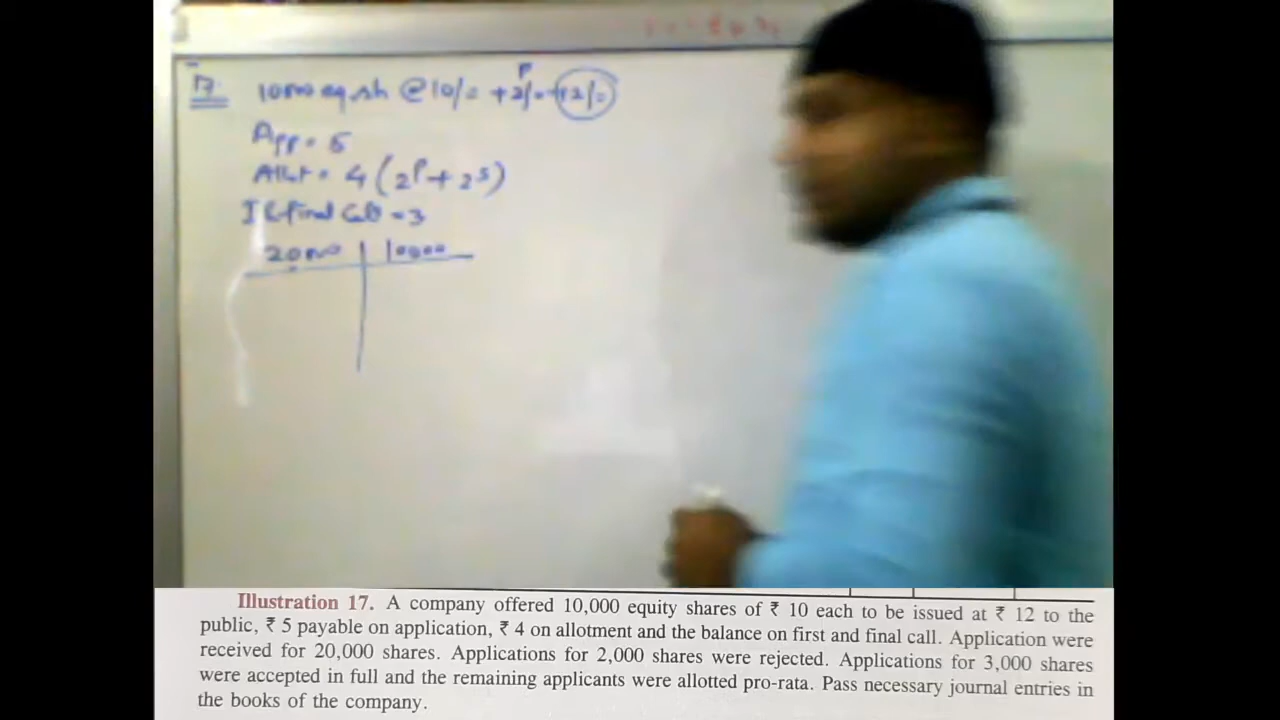 17. 10000 eq sh @ 10/= + 2/= = 12/=
P
App = 5
Allt = 4 (2P + 2S)
I & final call = 3
20000 | 10000
Illustration 17. A company offered 10,000 equity shares of ₹ 10 each to be issued at ₹ 12 to the
public, ₹ 5 payable on application, ₹ 4 on allotment and the balance on first and final call. Application were
received for 20,000 shares. Applications for 2,000 shares were rejected. Applications for 3,000 shares
were accepted in full and the remaining applicants were allotted pro-rata. Pass necessary journal entries in
the books of the company.